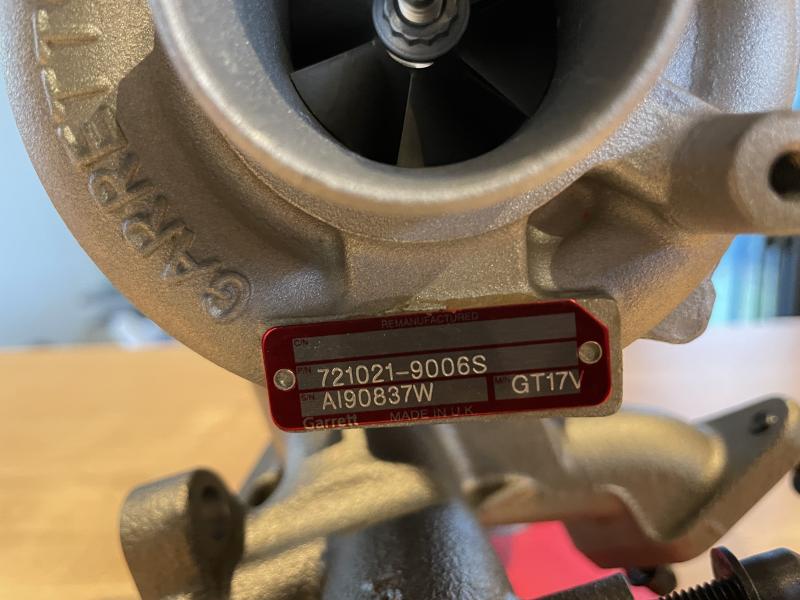 GARRETT
REMANUFACTURED
C/N
P/N 721021-9006S
S/N AI90837W M/N GT17V
Garrett MADE IN U.K